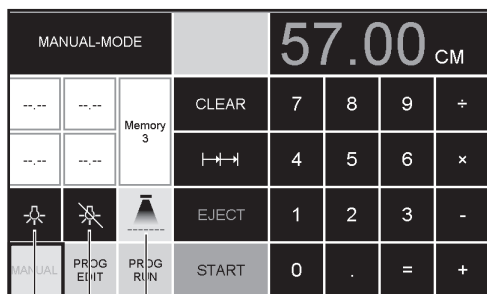 MANUAL-MODE
57.00 CM
--.-- --.-- Memory 3 CLEAR 7 8 9 ÷
--.-- --.-- 4 5 6 ×
EJECT 1 2 3 -
MANUAL PROG EDIT PROG RUN START 0 . = +